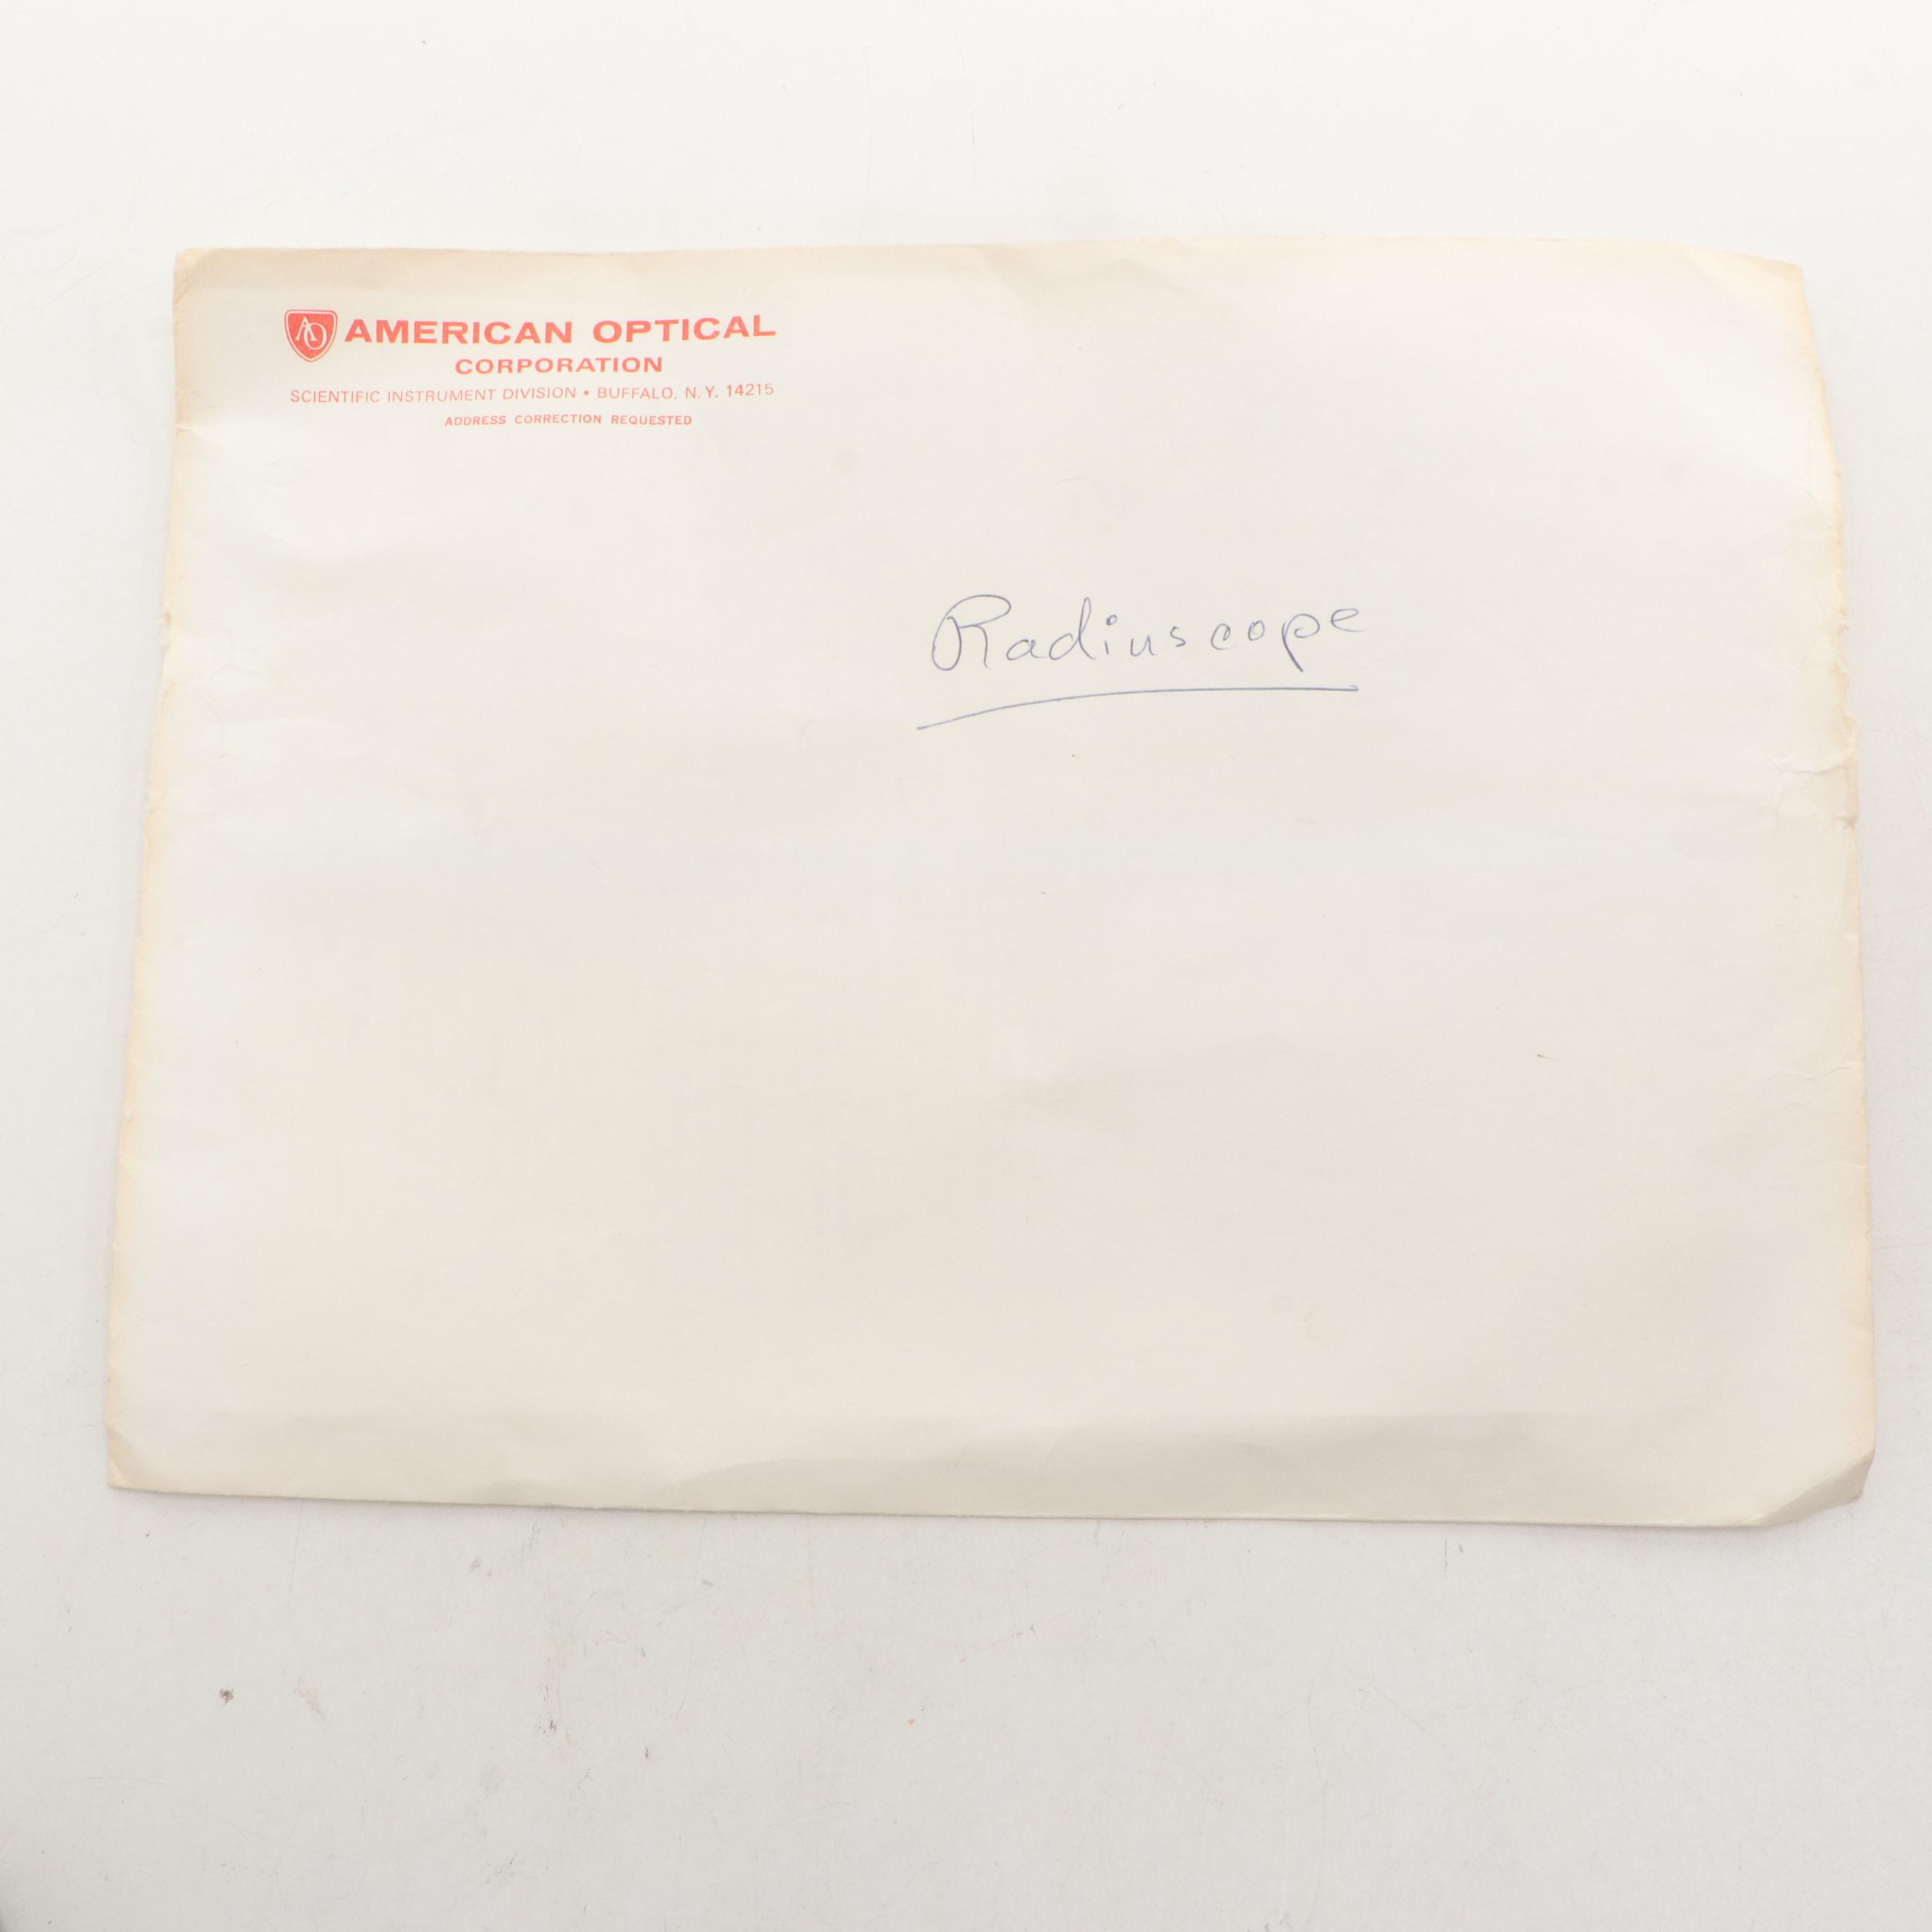 AO AMERICAN OPTICAL
CORPORATION
SCIENTIFIC INSTRUMENT DIVISION • BUFFALO, N.Y. 14215
ADDRESS CORRECTION REQUESTED
Radiuscope